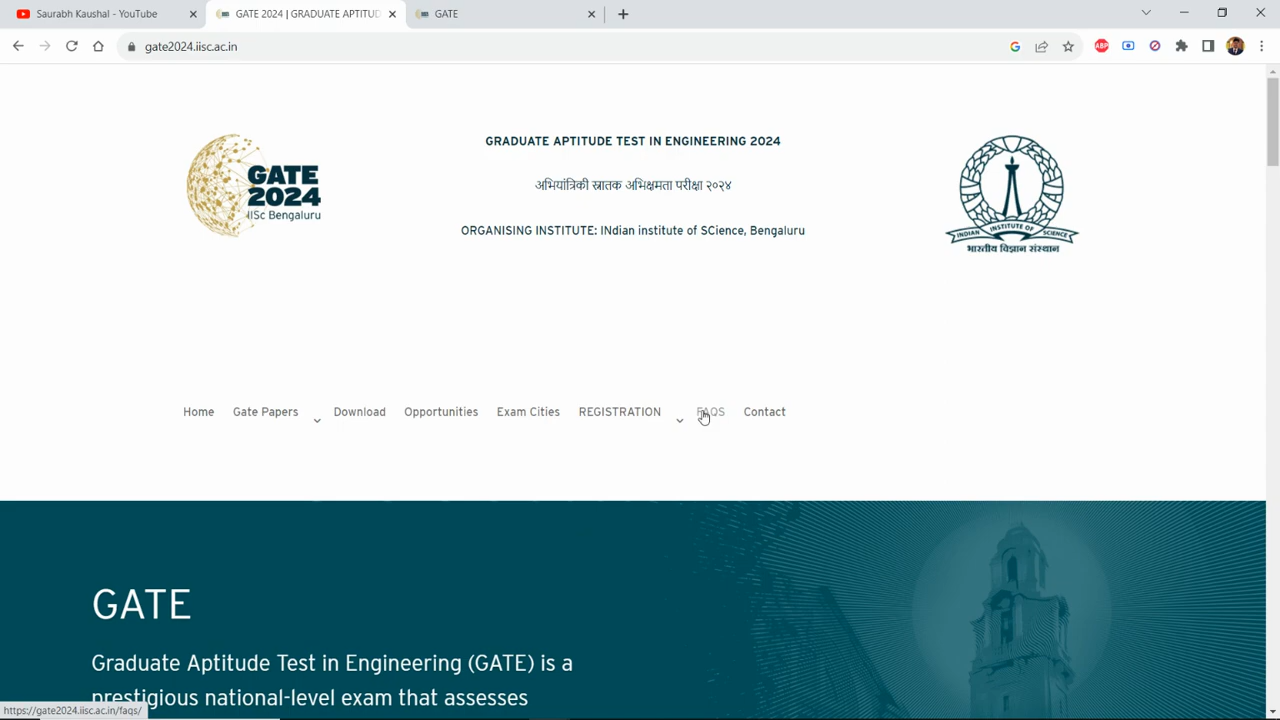 Saurabh Kaushal - YouTube
GATE 2024 | GRADUATE APTITUD
GATE
gate2024.iisc.ac.in
GATE
2024
IISc Bengaluru
GRADUATE APTITUDE TEST IN ENGINEERING 2024
अभियांत्रिकी स्नातक अभिक्षमता परीक्षा २०२४
ORGANISING INSTITUTE: INdian institute of SCience, Bengaluru
INDIAN INSTITUTE OF SCIENCE
भारतीय विज्ञान संस्थान
Home Gate Papers Download Opportunities Exam Cities REGISTRATION FAQS Contact
GATE
Graduate Aptitude Test in Engineering (GATE) is a
prestigious national-level exam that assesses
https://gate2024.iisc.ac.in/faqs/